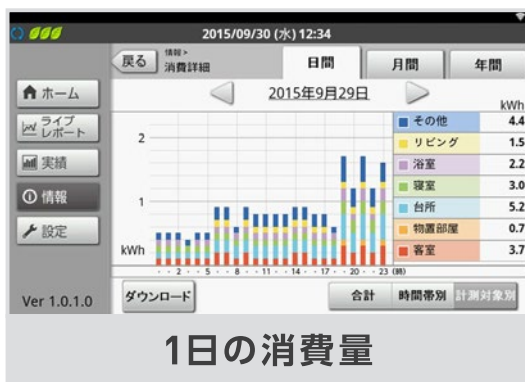 2015/09/30 (水) 12:34
戻る
情報 >
消費詳細
日間
月間
年間
ホーム
ライブ
レポート
実績
情報
設定
Ver 1.0.1.0
2015年9月29日
kWh
その他 4.4
リビング 1.5
浴室 2.2
寝室 3.0
台所 5.2
物置部屋 0.7
客室 3.7
2
1
kWh
・・2・・5・・8・・11・・14・・17・・20・・23 (時)
ダウンロード
合計
時間帯別
計測対象別
1日の消費量